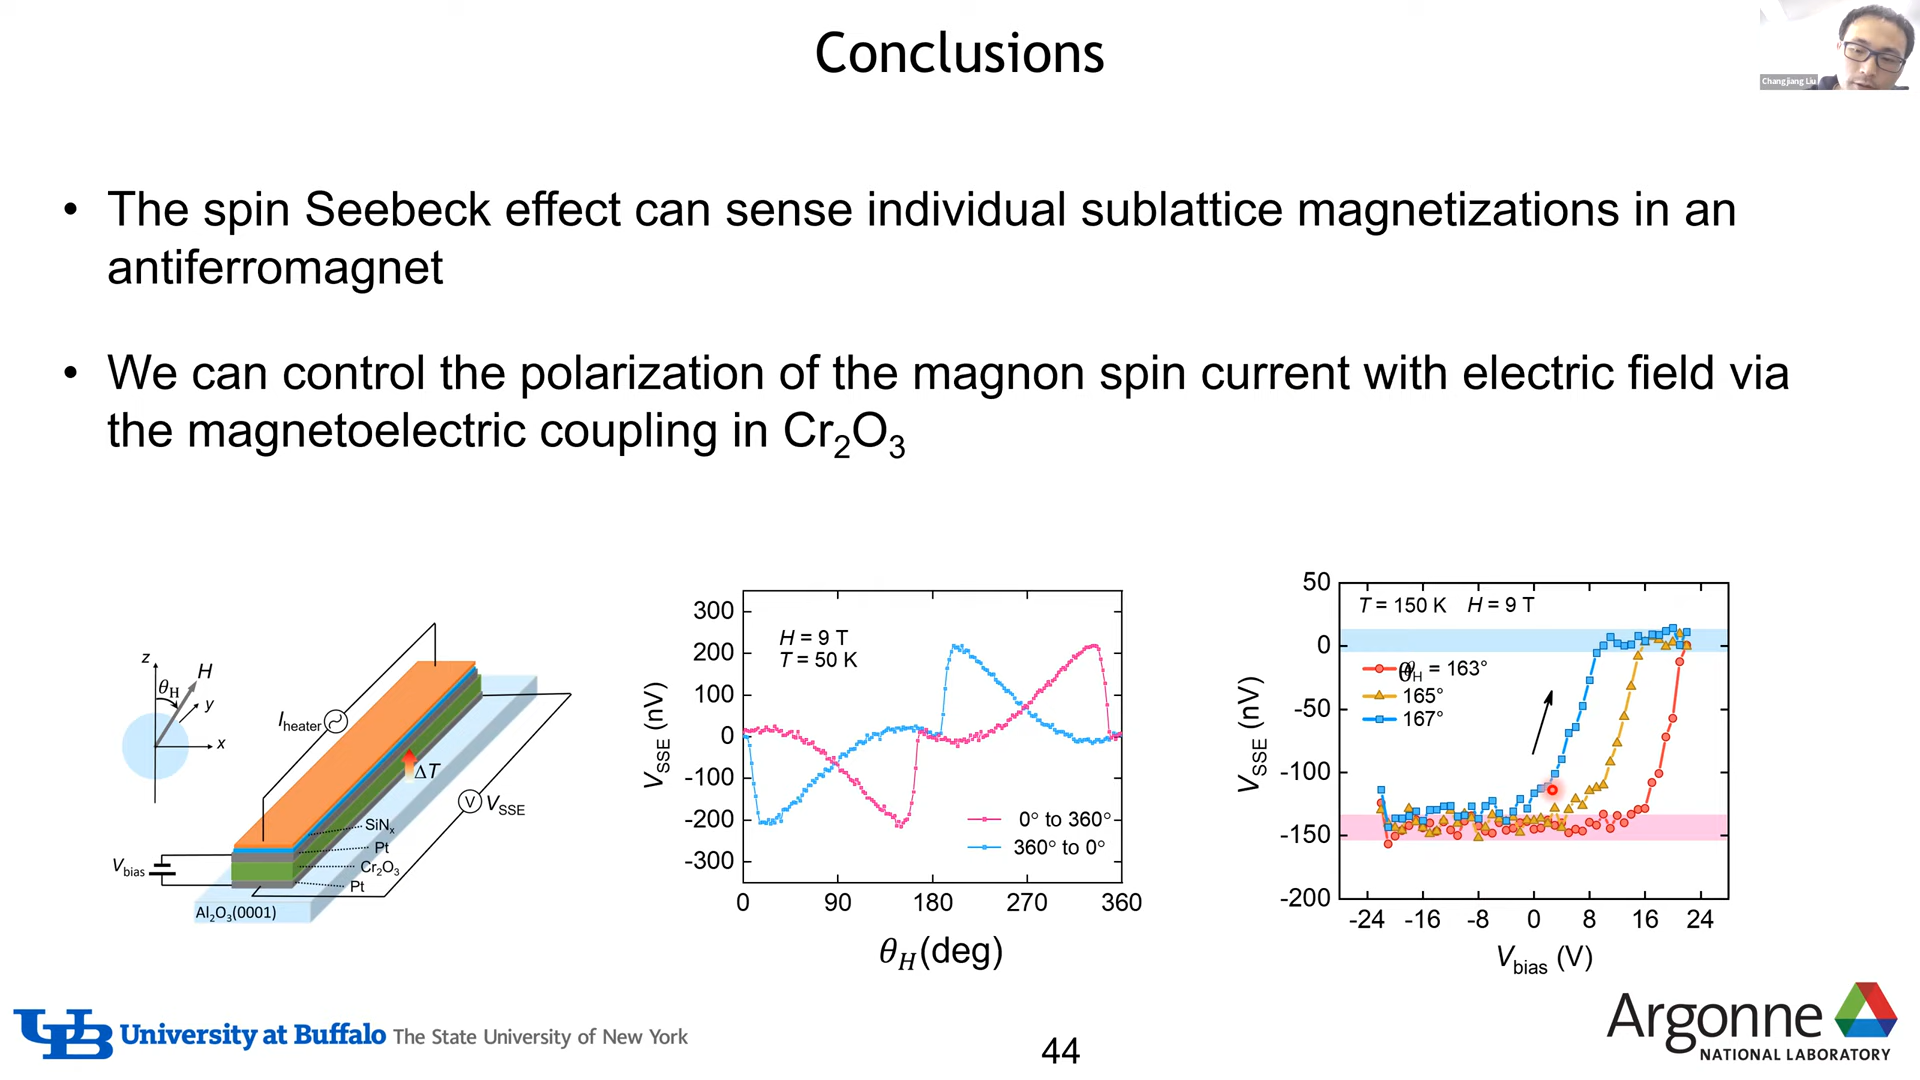 Conclusions
Changjiang Liu
• The spin Seebeck effect can sense individual sublattice magnetizations in an
antiferromagnet
• We can control the polarization of the magnon spin current with electric field via
the magnetoelectric coupling in Cr₂O₃
z
H
θH
y
x
Iheater
ΔT
V
VSSE
SiNx
Pt
Cr₂O₃
Pt
Vbias
Al₂O₃(0001)
300
200
100
0
-100
-200
-300
VSSE (nV)
H = 9 T
T = 50 K
0° to 360°
360° to 0°
0 90 180 270 360
θH(deg)
50
0
-50
-100
-150
-200
VSSE (nV)
T = 150 K H = 9 T
θH = 163°
165°
167°
-24 -16 -8 0 8 16 24
Vbias (V)
UB University at Buffalo The State University of New York
44
Argonne
NATIONAL LABORATORY